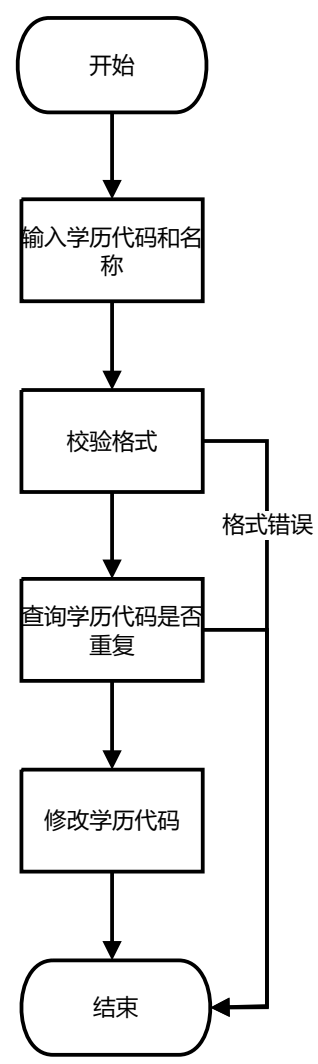 开始
输入学历代码和名
称
校验格式
格式错误
查询学历代码是否
重复
修改学历代码
结束